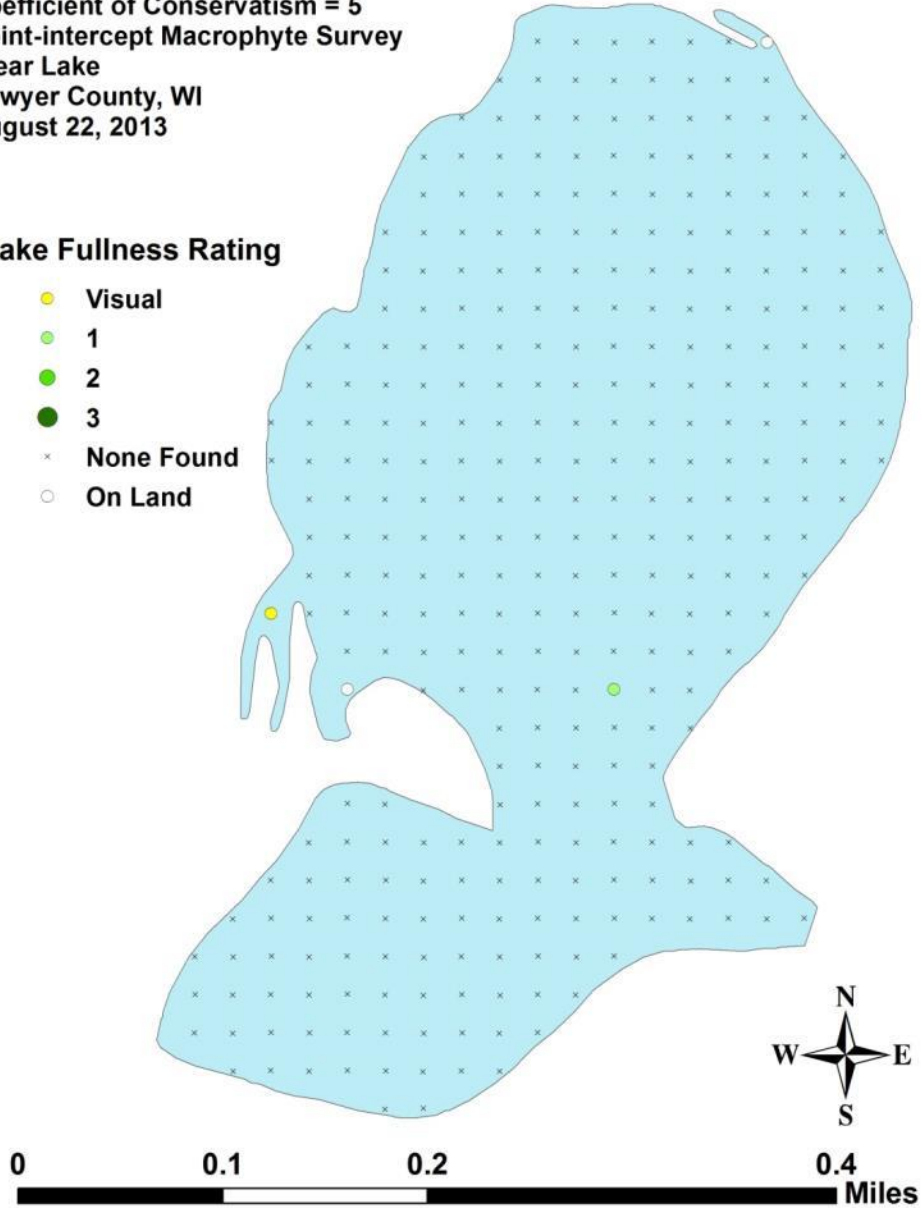 oefficient of Conservatism = 5
oint-intercept Macrophyte Survey
ear Lake
wyer County, WI
ugust 22, 2013
ake Fullness Rating
Visual
1
2
3
None Found
On Land
N
W E
S
0 0.1 0.2 0.4
Miles